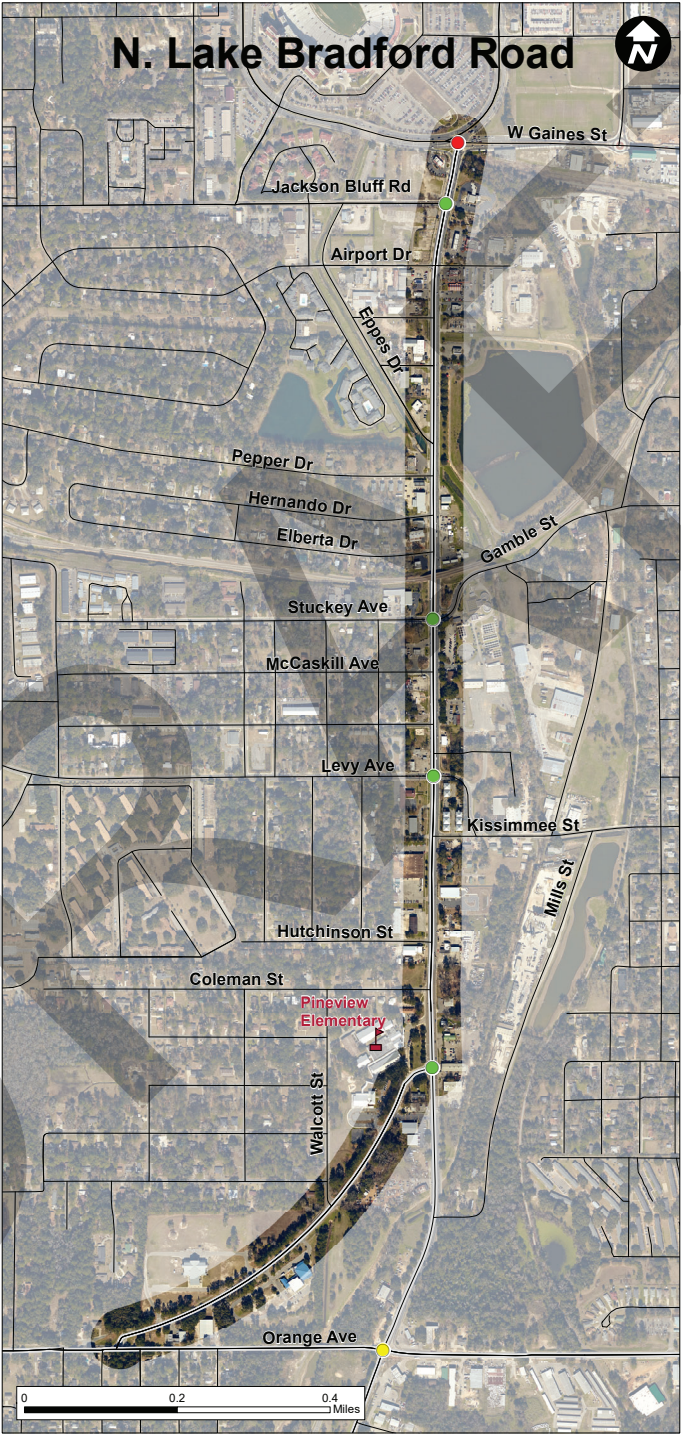 N. Lake Bradford Road
N
W Gaines St
Jackson Bluff Rd
Airport Dr
Eppes Dr
Pepper Dr
Hernando Dr
Elberta Dr
Gamble St
Stuckey Ave
McCaskill Ave
Levy Ave
Kissimmee St
Mills St
Hutchinson St
Coleman St
Pineview
Elementary
Walcott St
Orange Ave
0 0.2 0.4
Miles